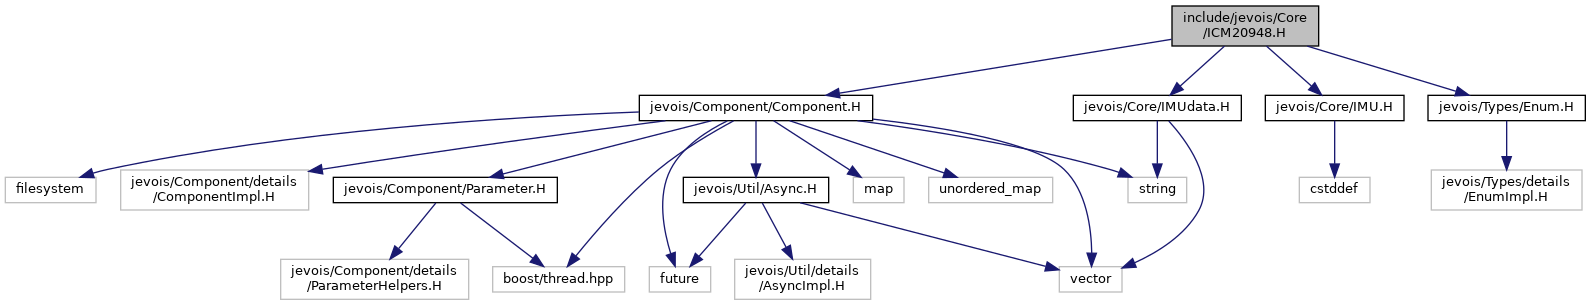 include/jevois/Core
/ICM20948.H
jevois/Component/Component.H
jevois/Core/IMUdata.H
jevois/Core/IMU.H
jevois/Types/Enum.H
filesystem
jevois/Component/details
/ComponentImpl.H
jevois/Component/Parameter.H
jevois/Util/Async.H
map
unordered_map
string
cstddef
jevois/Types/details
/EnumImpl.H
jevois/Component/details
/ParameterHelpers.H
boost/thread.hpp
future
jevois/Util/details
/AsyncImpl.H
vector